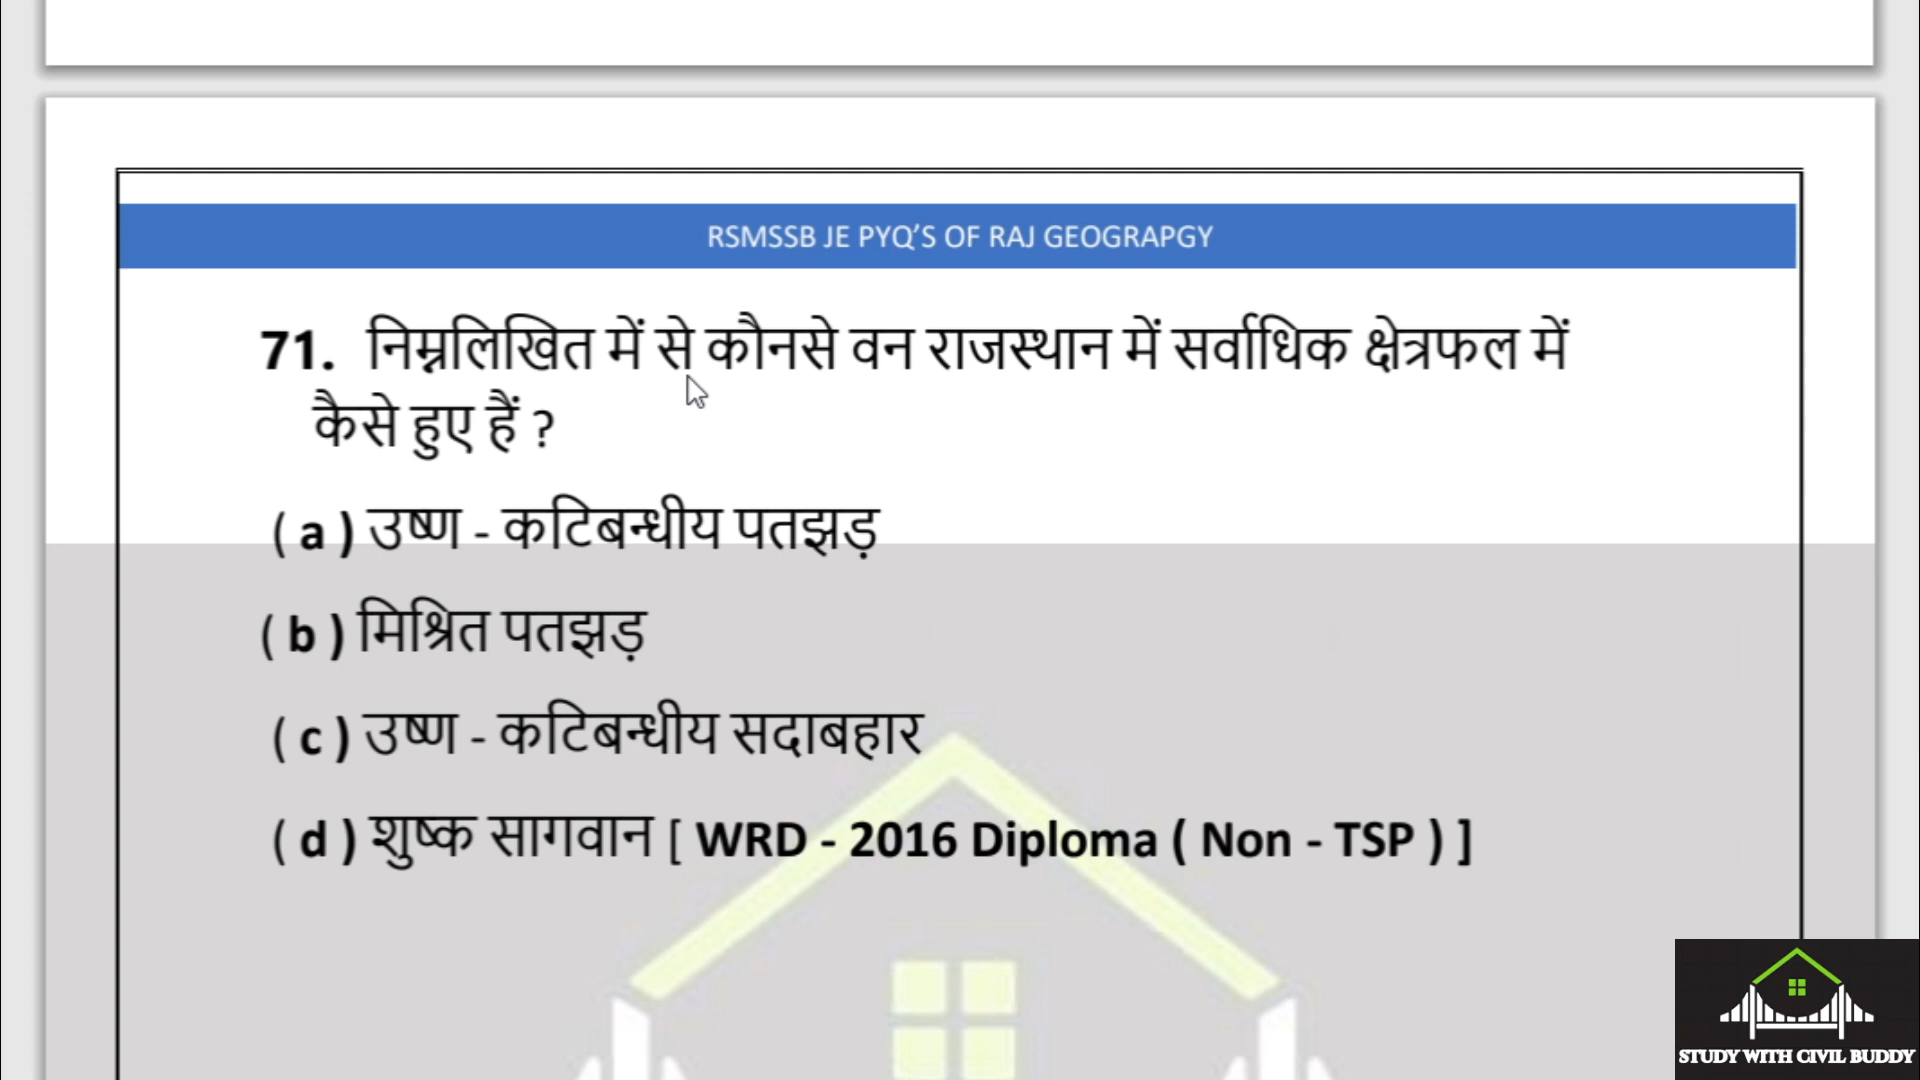 RSMSSB JE PYQ'S OF RAJ GEOGRAPGY
71. निम्नलिखित में से कौनसे वन राजस्थान में सर्वाधिक क्षेत्रफल में
कैसे हुए हैं ?
( a ) उष्ण - कटिबन्धीय पतझड़
( b ) मिश्रित पतझड़
( c ) उष्ण - कटिबन्धीय सदाबहार
( d ) शुष्क सागवान [ WRD - 2016 Diploma ( Non - TSP ) ]
STUDY WITH CIVIL BUDDY